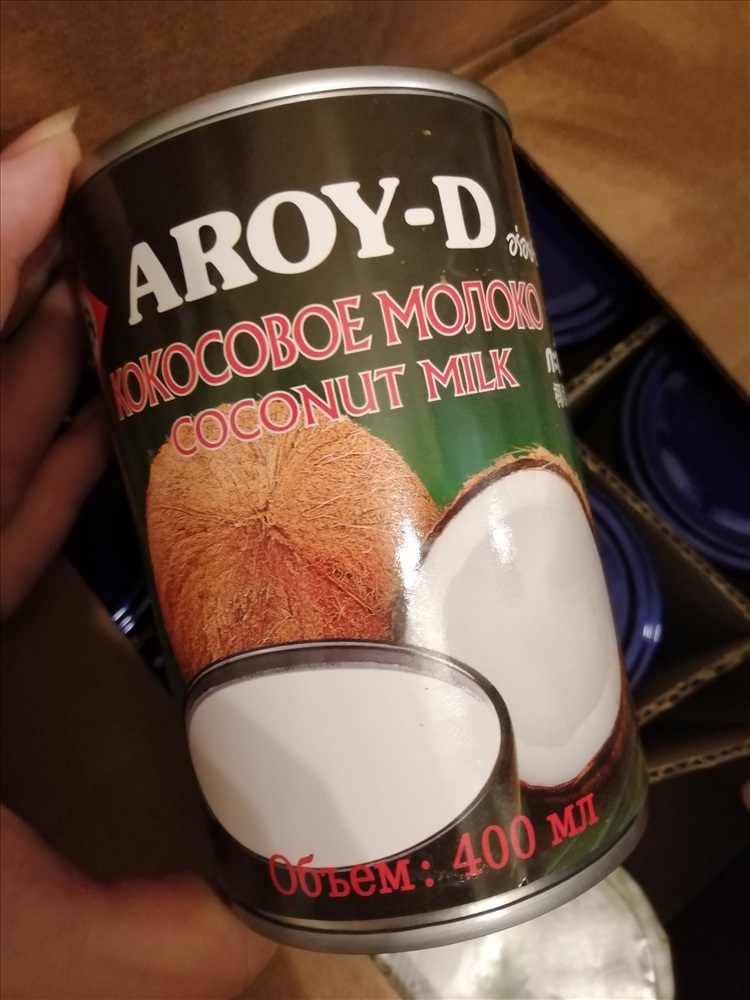 AROY-D
КОКОСОВОЕ МОЛОКО
COCONUT MILK
Объем: 400 мл